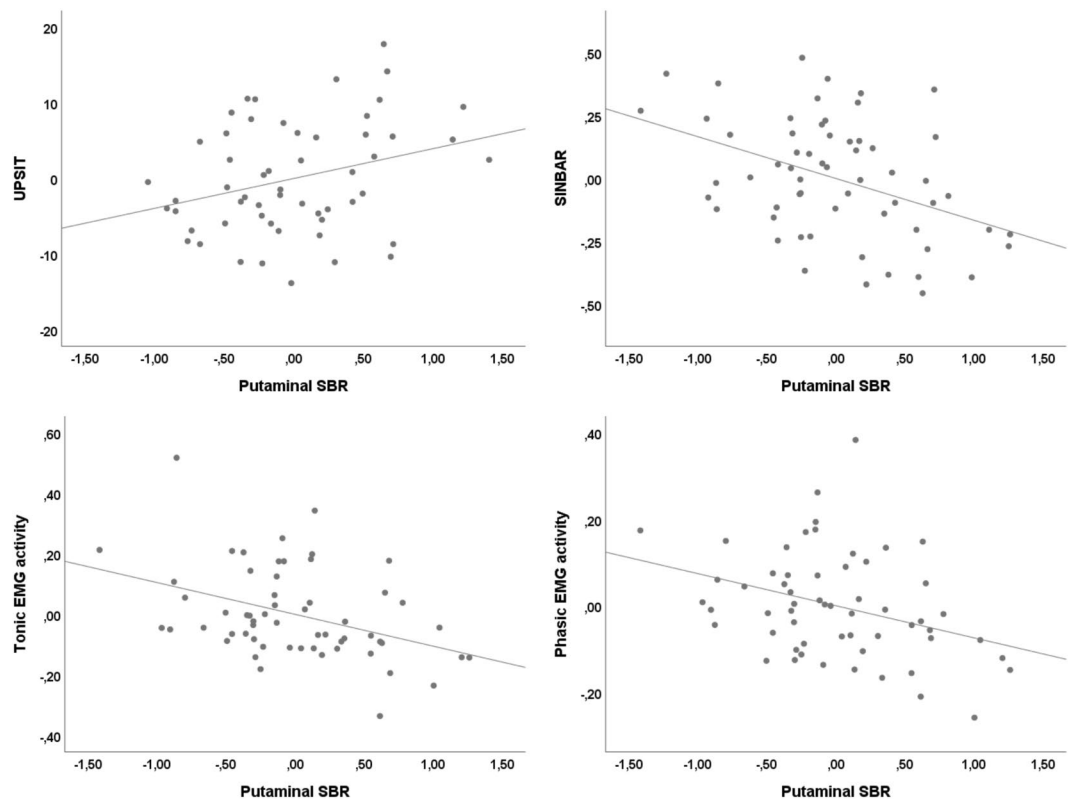 20
10
0
-10
-20
UPSIT
-1,50 -1,00 -,50 ,00 ,50 1,00 1,50
Putaminal SBR
,50
,25
,00
-,25
-,50
SINBAR
-1,50 -1,00 -,50 ,00 ,50 1,00 1,50
Putaminal SBR
,60
,40
,20
,00
-,20
-,40
Tonic EMG activity
-1,50 -1,00 -,50 ,00 ,50 1,00 1,50
Putaminal SBR
,40
,20
,00
-,20
Phasic EMG activity
-1,50 -1,00 -,50 ,00 ,50 1,00 1,50
Putaminal SBR